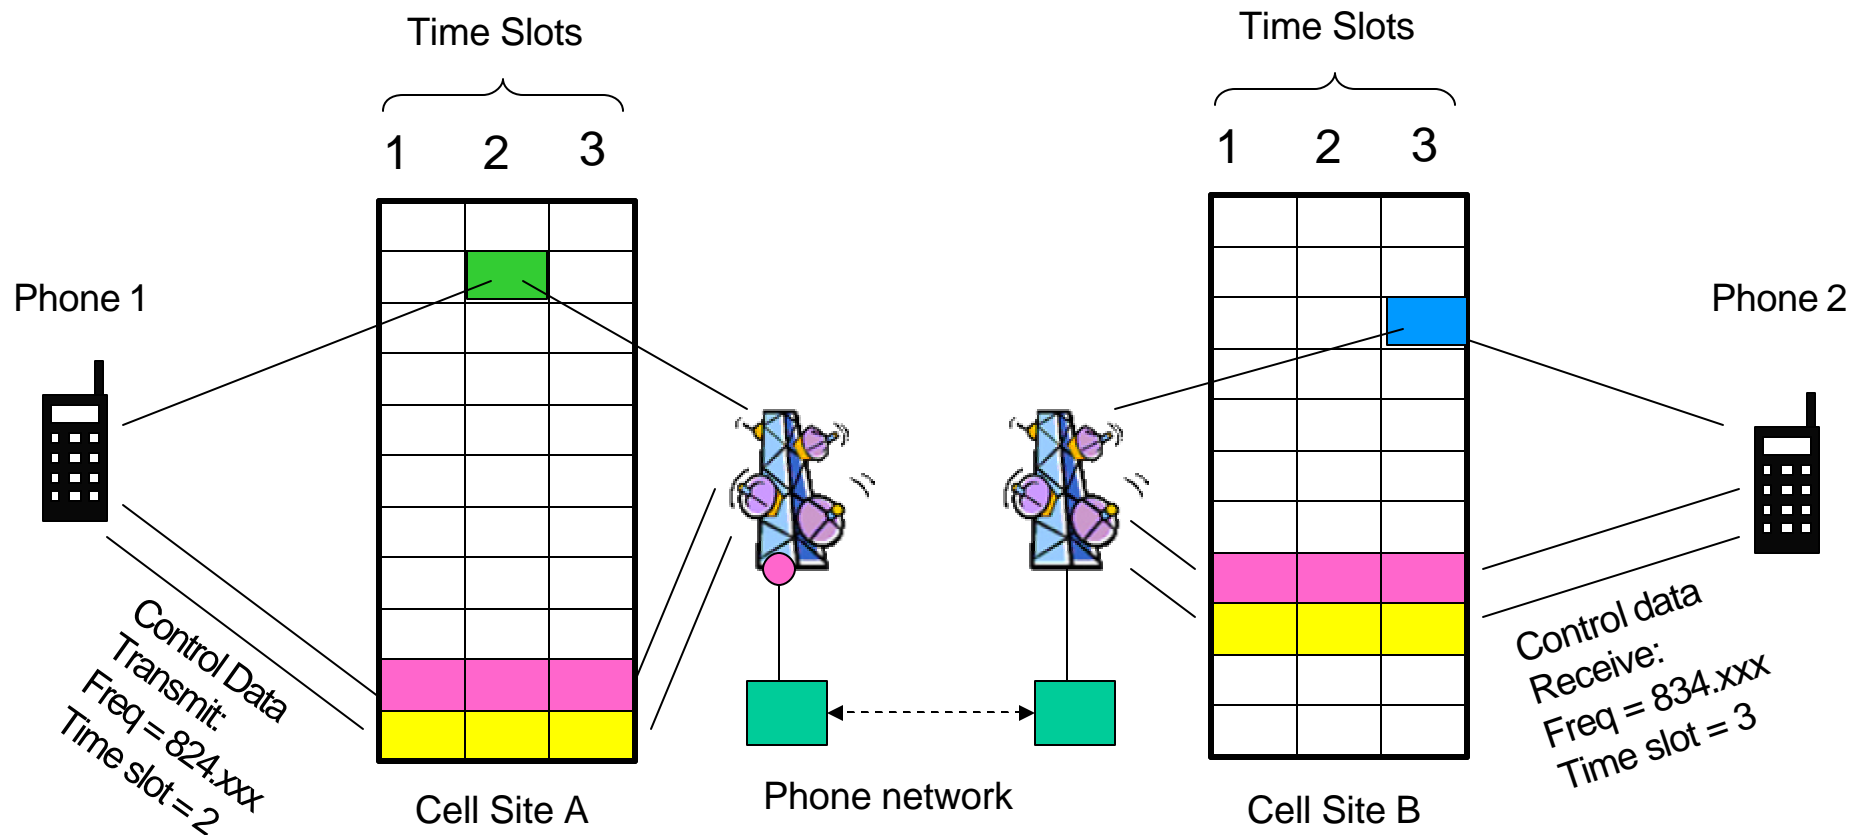 Time Slots
Time Slots
1 2 3
1 2 3
Phone 1
Phone 2
Control Data
Transmit:
Freq = 824.xxx
Time slot = 2
Control data
Receive:
Freq = 834.xxx
Time slot = 3
Cell Site A
Phone network
Cell Site B